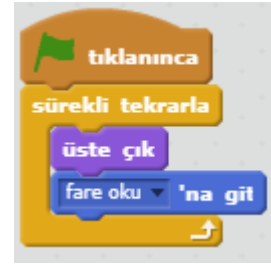 tıklanınca
sürekli tekrarla
üste çık
fare oku 'na git